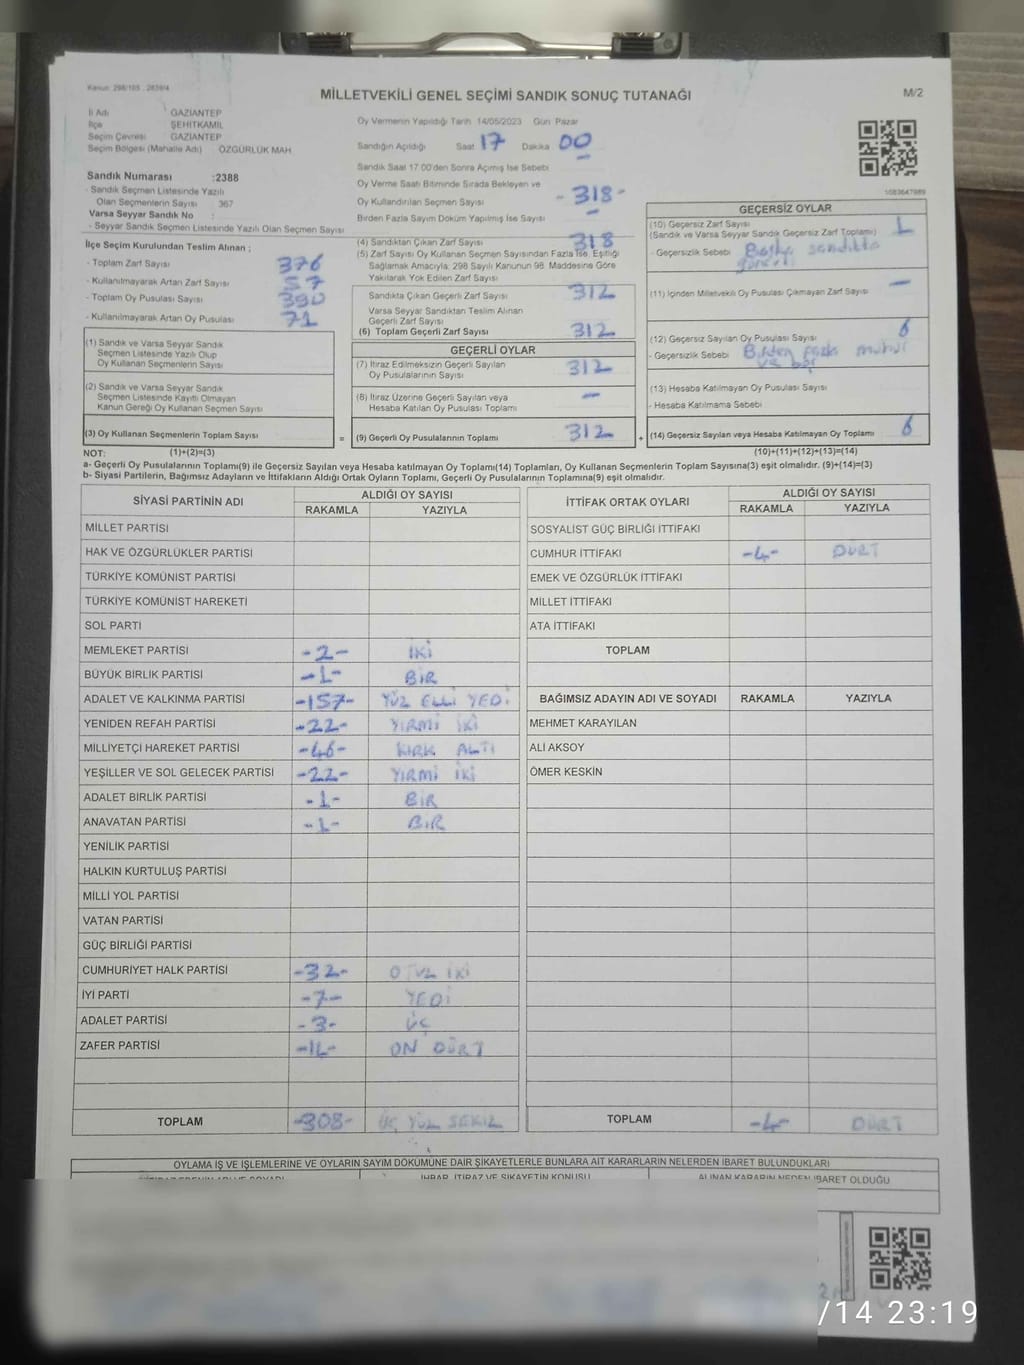 Kanun: 298/105 . 2839/4
MİLLETVEKİLİ GENEL SEÇİMİ SANDIK SONUÇ TUTANAĞI
M/2
İl Adı : GAZİANTEP
İlçe : ŞEHİTKAMİL
Seçim Çevresi : GAZİANTEP
Seçim Bölgesi (Mahalle Adı) : ÖZGÜRLÜK MAH
Sandık Numarası :2388
- Sandık Seçmen Listesinde Yazılı
Olan Seçmenlerin Sayısı : 367
Varsa Seyyar Sandık No :
- Seyyar Sandık Seçmen Listesinde Yazılı Olan Seçmen Sayısı :
Oy Vermenin Yapıldığı Tarih 14/05/2023 Gün Pazar
Sandığın Açıldığı Saat 17 Dakika 00
Sandık Saat 17:00'den Sonra Açılmış İse Sebebi -
Oy Verme Saati Bitiminde Sırada Bekleyen ve
Oy Kullandırılan Seçmen Sayısı -318-
Birden Fazla Sayım Döküm Yapılmış İse Sayısı -
1083647989
İlçe Seçim Kurulundan Teslim Alınan :
- Toplam Zarf Sayısı 376
- Kullanılmayarak Artan Zarf Sayısı 57
- Toplam Oy Pusulası Sayısı 390
- Kullanılmayarak Artan Oy Pusulası 71
(1) Sandık ve Varsa Seyyar Sandık
Seçmen Listesinde Yazılı Olup
Oy Kullanan Seçmenlerin Sayısı
(2) Sandık ve Varsa Seyyar Sandık
Seçmen Listesinde Kayıtlı Olmayan
Kanun Gereği Oy Kullanan Seçmen Sayısı
(3) Oy Kullanan Seçmenlerin Toplam Sayısı =
(4) Sandıktan Çıkan Zarf Sayısı 318
(5) Zarf Sayısı Oy Kullanan Seçmen Sayısından Fazla İse, Eşitliği
Sağlamak Amacıyla, 298 Sayılı Kanunun 98. Maddesine Göre
Yakılarak Yok Edilen Zarf Sayısı
Sandıkta Çıkan Geçerli Zarf Sayısı 312
Varsa Seyyar Sandıktan Teslim Alınan
Geçerli Zarf Sayısı
(6) Toplam Geçerli Zarf Sayısı 312
GEÇERLİ OYLAR
(7) İtiraz Edilmeksizin Geçerli Sayılan
Oy Pusulalarının Sayısı 312
(8) İtiraz Üzerine Geçerli Sayılan veya
Hesaba Katılan Oy Pusulası Toplamı -
(9) Geçerli Oy Pusulalarının Toplamı 312 +
GEÇERSİZ OYLAR
(10) Geçersiz Zarf Sayısı
(Sandık ve Varsa Seyyar Sandık Geçersiz Zarf Toplamı) 1
- Geçersizlik Sebebi Başka sandıkta
(11) İçinden Milletvekili Oy Pusulası Çıkmayan Zarf Sayısı -
(12) Geçersiz Sayılan Oy Pusulası Sayısı 6
- Geçersizlik Sebebi Birden fazla mühür
ve boş
(13) Hesaba Katılmayan Oy Pusulası Sayısı
- Hesaba Katılmama Sebebi
(14) Geçersiz Sayılan veya Hesaba Katılmayan Oy Toplamı 6
NOT: (1)+(2)=(3) (10)+(11)+(12)+(13)=(14)
a- Geçerli Oy Pusulalarının Toplamı(9) ile Geçersiz Sayılan veya Hesaba katılmayan Oy Toplamı(14) Toplamları, Oy Kullanan Seçmenlerin Toplam Sayısına(3) eşit olmalıdır. (9)+(14)=(3)
b- Siyasi Partilerin, Bağımsız Adayların ve İttifakların Aldığı Ortak Oyların Toplamı, Geçerli Oy Pusulalarının Toplamına(9) eşit olmalıdır.
SİYASİ PARTİNİN ADI ALDIĞI OY SAYISI
RAKAMLA YAZIYLA
MİLLET PARTİSİ
HAK VE ÖZGÜRLÜKLER PARTİSİ
TÜRKİYE KOMÜNİST PARTİSİ
TÜRKİYE KOMÜNİST HAREKETİ
SOL PARTİ
MEMLEKET PARTİSİ -2- İKİ
BÜYÜK BİRLİK PARTİSİ -1- BİR
ADALET VE KALKINMA PARTİSİ -157- YÜZ ELLİ YEDİ
YENİDEN REFAH PARTİSİ -22- YİRMİ İKİ
MİLLİYETÇİ HAREKET PARTİSİ -46- KIRK ALTI
YEŞİLLER VE SOL GELECEK PARTİSİ -22- YİRMİ İKİ
ADALET BİRLİK PARTİSİ -1- BİR
ANAVATAN PARTİSİ -1- BİR
YENİLİK PARTİSİ
HALKIN KURTULUŞ PARTİSİ
MİLLİ YOL PARTİSİ
VATAN PARTİSİ
GÜÇ BİRLİĞİ PARTİSİ
CUMHURİYET HALK PARTİSİ -32- OTUZ İKİ
İYİ PARTİ -7- YEDİ
ADALET PARTİSİ -3- ÜÇ
ZAFER PARTİSİ -14- ON DÖRT
TOPLAM -308- ÜÇ YÜZ SEKİZ
İTTİFAK ORTAK OYLARI ALDIĞI OY SAYISI
RAKAMLA YAZIYLA
SOSYALİST GÜÇ BİRLİĞİ İTTİFAKI
CUMHUR İTTİFAKI -4- DÖRT
EMEK VE ÖZGÜRLÜK İTTİFAKI
MİLLET İTTİFAKI
ATA İTTİFAKI
TOPLAM
BAĞIMSIZ ADAYIN ADI VE SOYADI RAKAMLA YAZIYLA
MEHMET KARAYILAN
ALİ AKSOY
ÖMER KESKİN
TOPLAM -4- DÖRT
OYLAMA İŞ VE İŞLEMLERİNE VE OYLARIN SAYIM DÖKÜMÜNE DAİR ŞİKAYETLERLE BUNLARA AİT KARARLARIN NELERDEN İBARET BULUNDUKLARI
İHBAR, İTİRAZ VE ŞİKAYETİN KONUSU ALINAN KARARIN NEDEN İBARET OLDUĞU
/14 23:19